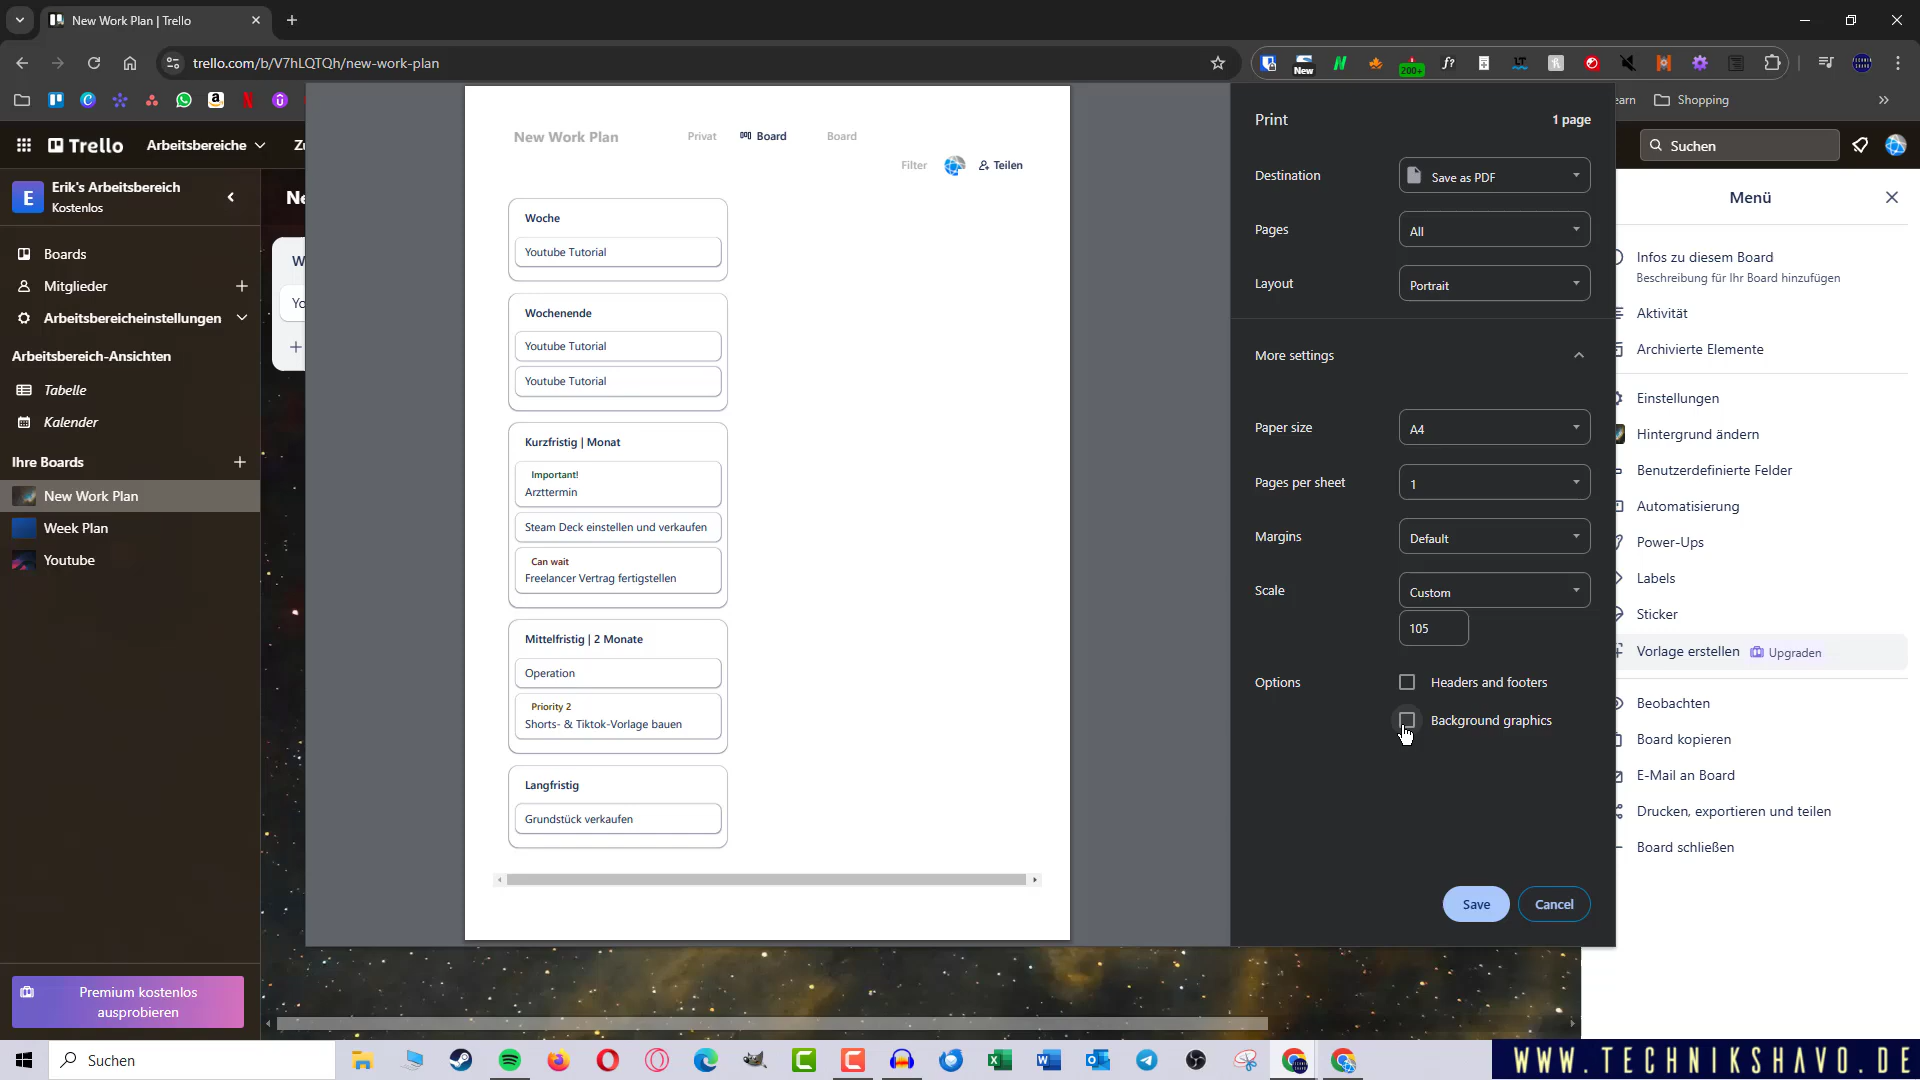 New Work Plan | Trello
trello.com/b/V7hLQTQh/new-work-plan
New
200+
f?
earn
Shopping
Trello
Arbeitsbereiche
Suchen
E
Erik's Arbeitsbereich
Kostenlos
Boards
Mitglieder
Arbeitsbereicheinstellungen
Arbeitsbereich-Ansichten
Tabelle
Kalender
Ihre Boards
New Work Plan
Week Plan
Youtube
Premium kostenlos
ausprobieren
New Work Plan
Privat
Board
Board
Filter
Teilen
Woche
Youtube Tutorial
Wochenende
Youtube Tutorial
Youtube Tutorial
Kurzfristig | Monat
Important!
Arzttermin
Steam Deck einstellen und verkaufen
Can wait
Freelancer Vertrag fertigstellen
Mittelfristig | 2 Monate
Operation
Priority 2
Shorts- & Tiktok-Vorlage bauen
Langfristig
Grundstück verkaufen
Print
1 page
Destination
Save as PDF
Pages
All
Layout
Portrait
More settings
Paper size
A4
Pages per sheet
1
Margins
Default
Scale
Custom
105
Options
Headers and footers
Background graphics
Save
Cancel
Menü
Infos zu diesem Board
Beschreibung für Ihr Board hinzufügen
Aktivität
Archivierte Elemente
Einstellungen
Hintergrund ändern
Benutzerdefinierte Felder
Automatisierung
Power-Ups
Labels
Sticker
Vorlage erstellen
Upgraden
Beobachten
Board kopieren
E-Mail an Board
Drucken, exportieren und teilen
Board schließen
Suchen
WWW.TECHNIKSHAVO.DE